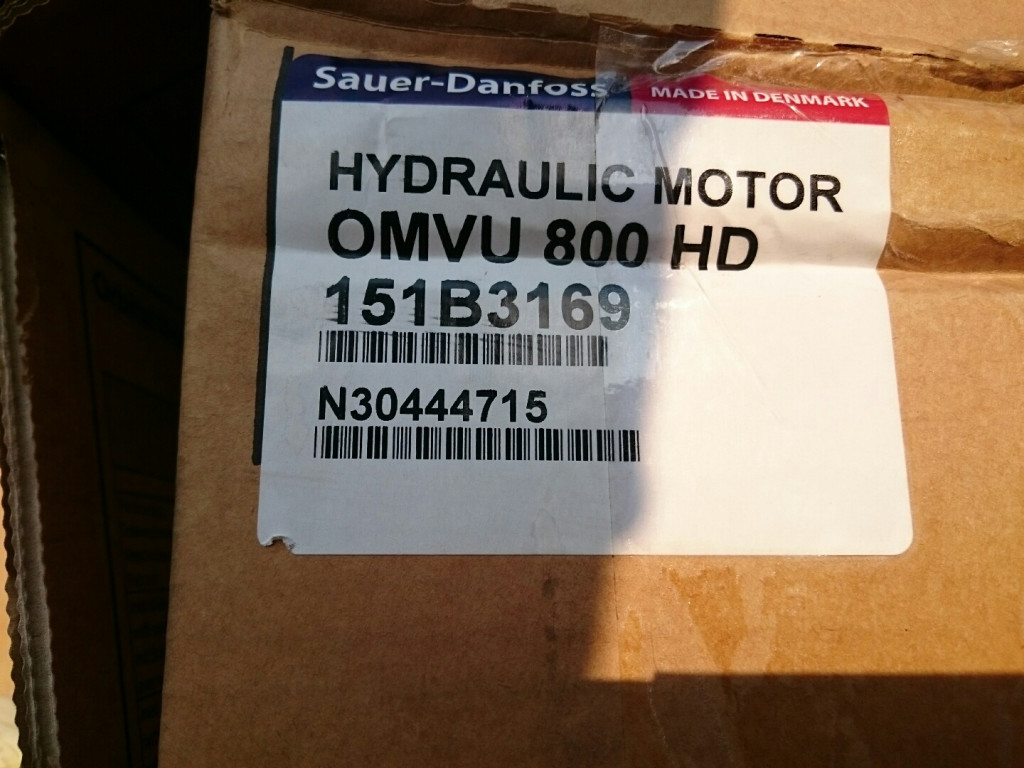 Sauer-Danfoss
MADE IN DENMARK
HYDRAULIC MOTOR
OMVU 800 HD
151B3169
N30444715